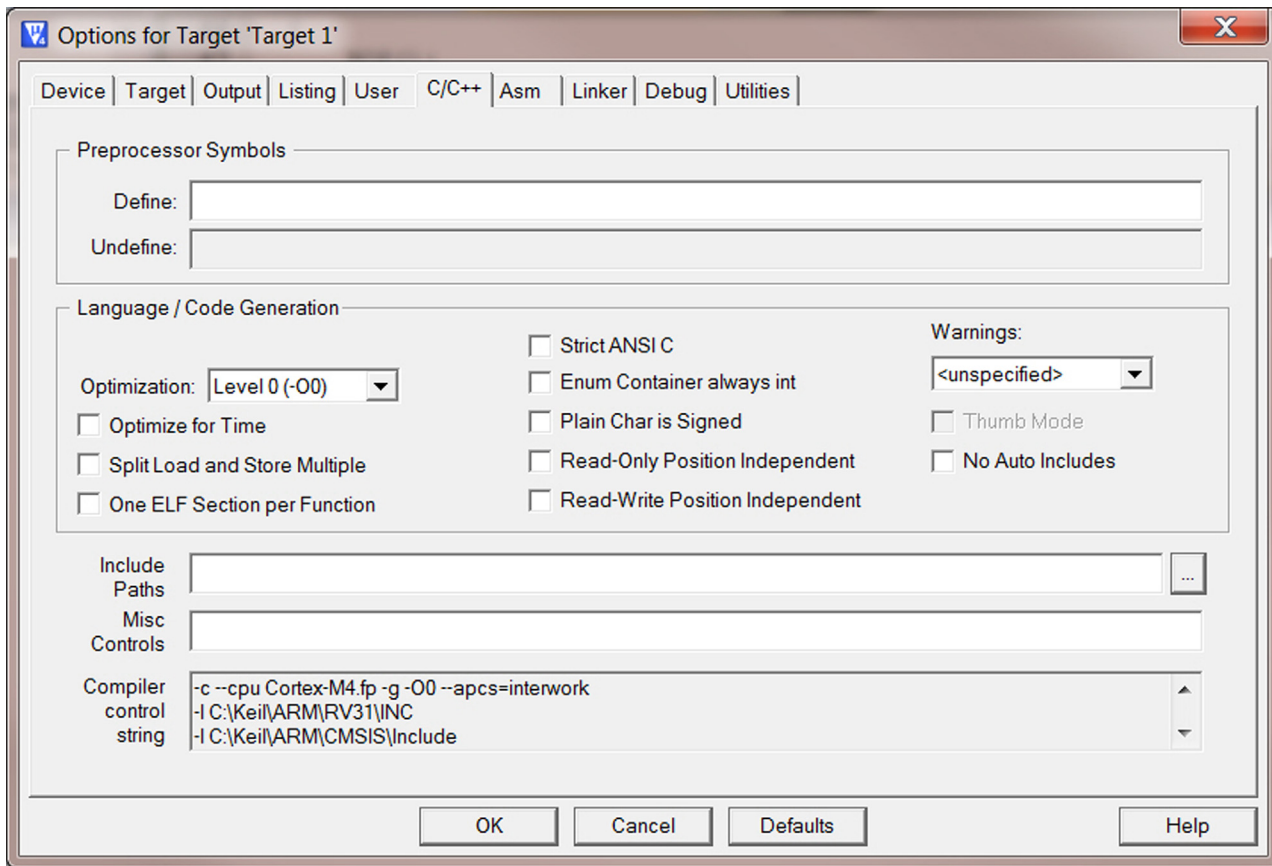 Options for Target 'Target 1'
Device Target Output Listing User C/C++ Asm Linker Debug Utilities
Preprocessor Symbols
Define:
Undefine:
Language / Code Generation
Optimization: Level 0 (-O0)
Optimize for Time
Split Load and Store Multiple
One ELF Section per Function
Strict ANSI C
Enum Container always int
Plain Char is Signed
Read-Only Position Independent
Read-Write Position Independent
Warnings:
<unspecified>
Thumb Mode
No Auto Includes
Include
Paths
...
Misc
Controls
Compiler
control
string
-c --cpu Cortex-M4.fp -g -O0 --apcs=interwork
-I C:\Keil\ARM\RV31\INC
-I C:\Keil\ARM\CMSIS\Include
OK Cancel Defaults Help